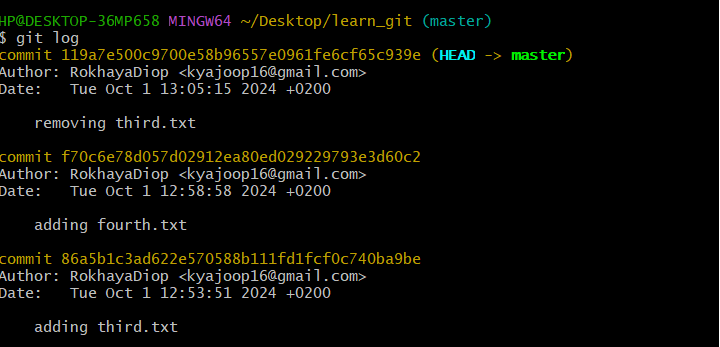 HP@DESKTOP-36MP658 MINGW64 ~/Desktop/learn_git (master)
$ git log
commit 119a7e500c9700e58b96557e0961fe6cf65c939e (HEAD -> master)
Author: RokhayaDiop <kyajoop16@gmail.com>
Date:   Tue Oct 1 13:05:15 2024 +0200
    removing third.txt
commit f70c6e78d057d02912ea80ed029229793e3d60c2
Author: RokhayaDiop <kyajoop16@gmail.com>
Date:   Tue Oct 1 12:58:58 2024 +0200
    adding fourth.txt
commit 86a5b1c3ad622e570588b111fd1fcf0c740ba9be
Author: RokhayaDiop <kyajoop16@gmail.com>
Date:   Tue Oct 1 12:53:51 2024 +0200
    adding third.txt